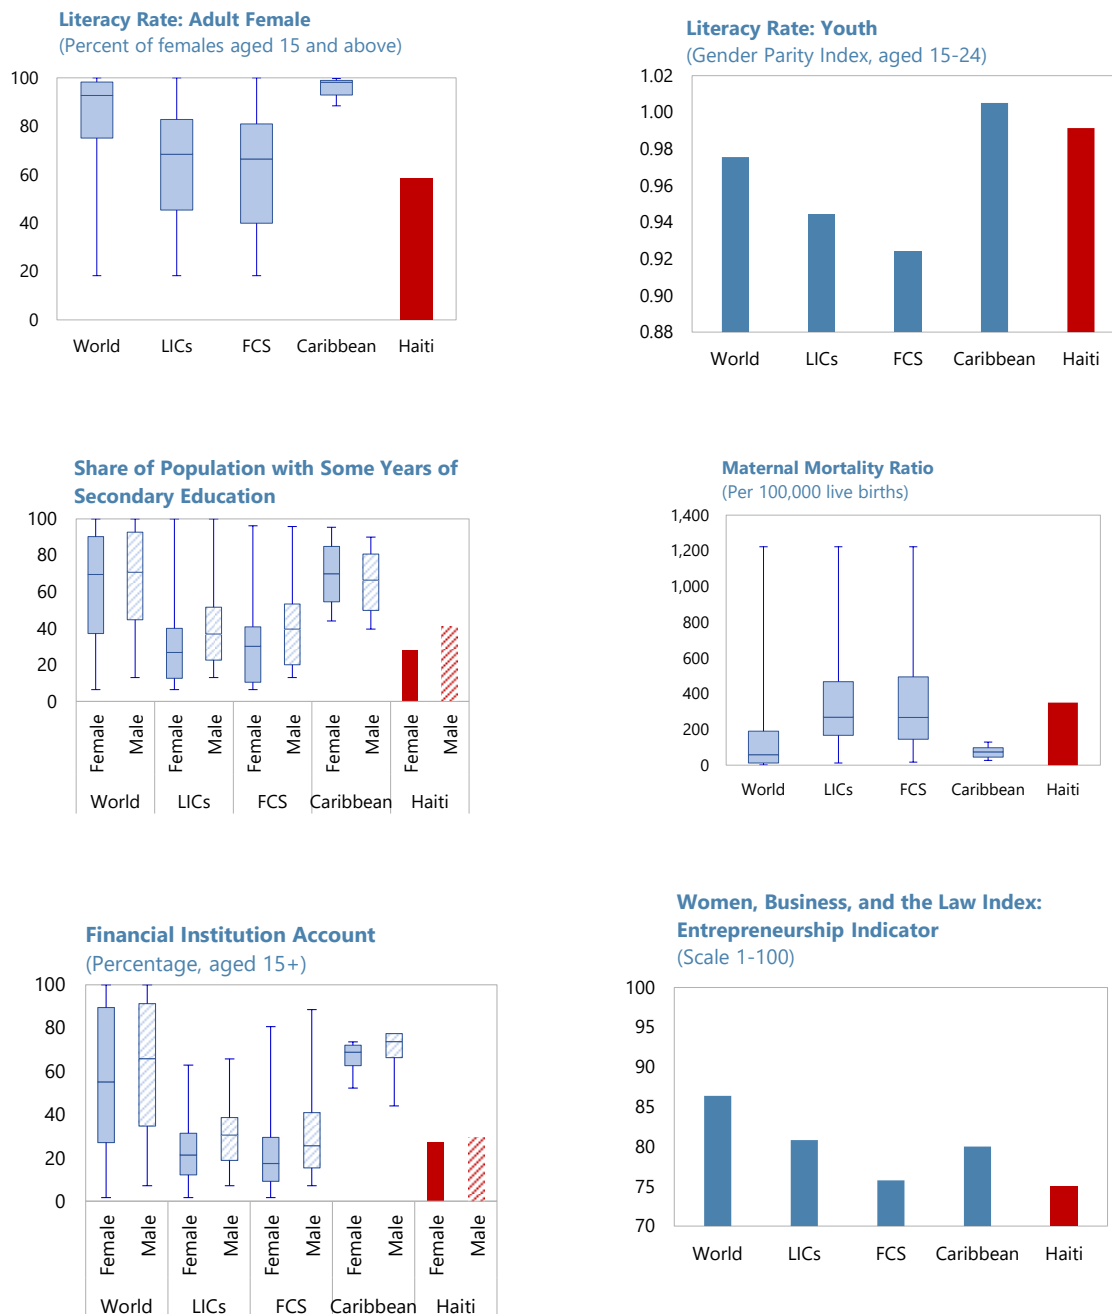 Literacy Rate: Adult Female
(Percent of females aged 15 and above)
100
80
60
40
20
0
World LICs FCS Caribbean Haiti
Literacy Rate: Youth
(Gender Parity Index, aged 15-24)
1.02
1.00
0.98
0.96
0.94
0.92
0.90
0.88
World LICs FCS Caribbean Haiti
Share of Population with Some Years of
Secondary Education
100
80
60
40
20
0
Female Male Female Male Female Male Female Male Female Male
World LICs FCS Caribbean Haiti
Maternal Mortality Ratio
(Per 100,000 live births)
1,400
1,200
1,000
800
600
400
200
0
World LICs FCS Caribbean Haiti
Financial Institution Account
(Percentage, aged 15+)
100
80
60
40
20
0
Female Male Female Male Female Male Female Male Female Male
World LICs FCS Caribbean Haiti
Women, Business, and the Law Index:
Entrepreneurship Indicator
(Scale 1-100)
100
95
90
85
80
75
70
World LICs FCS Caribbean Haiti